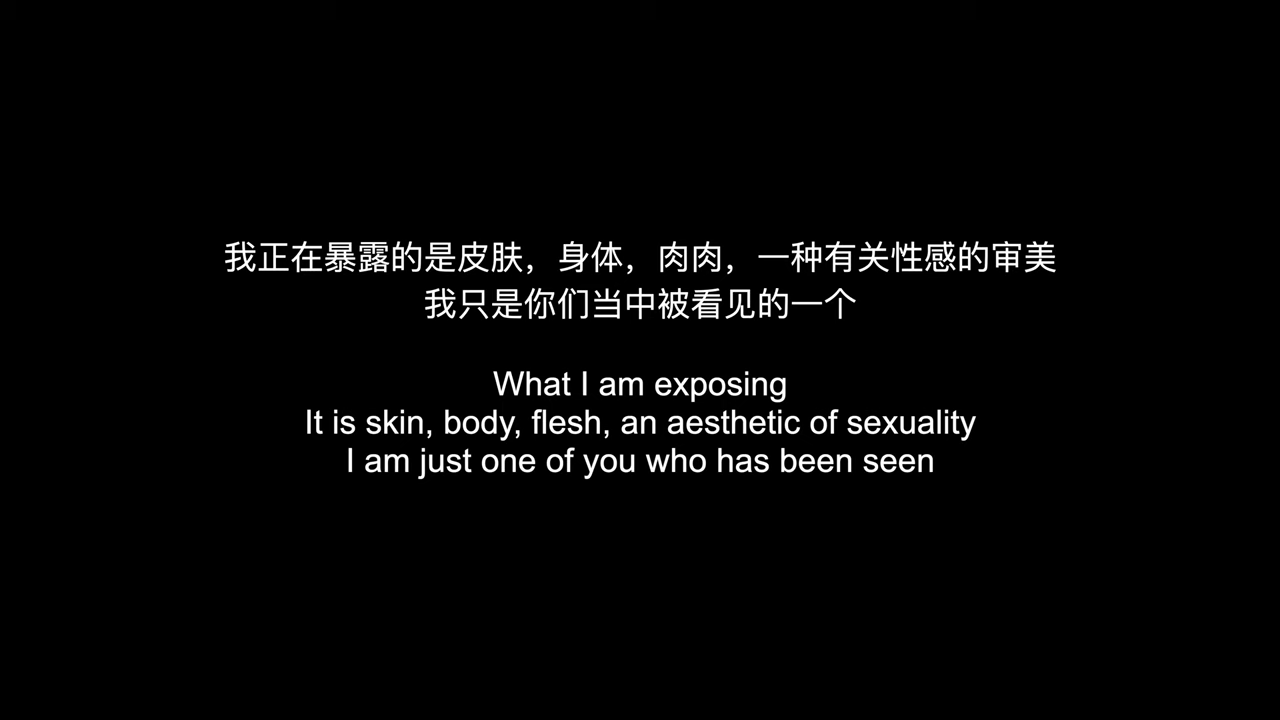 我正在暴露的是皮肤，身体，肉肉，一种有关性感的审美
我只是你们当中被看见的一个
What I am exposing
It is skin, body, flesh, an aesthetic of sexuality
I am just one of you who has been seen